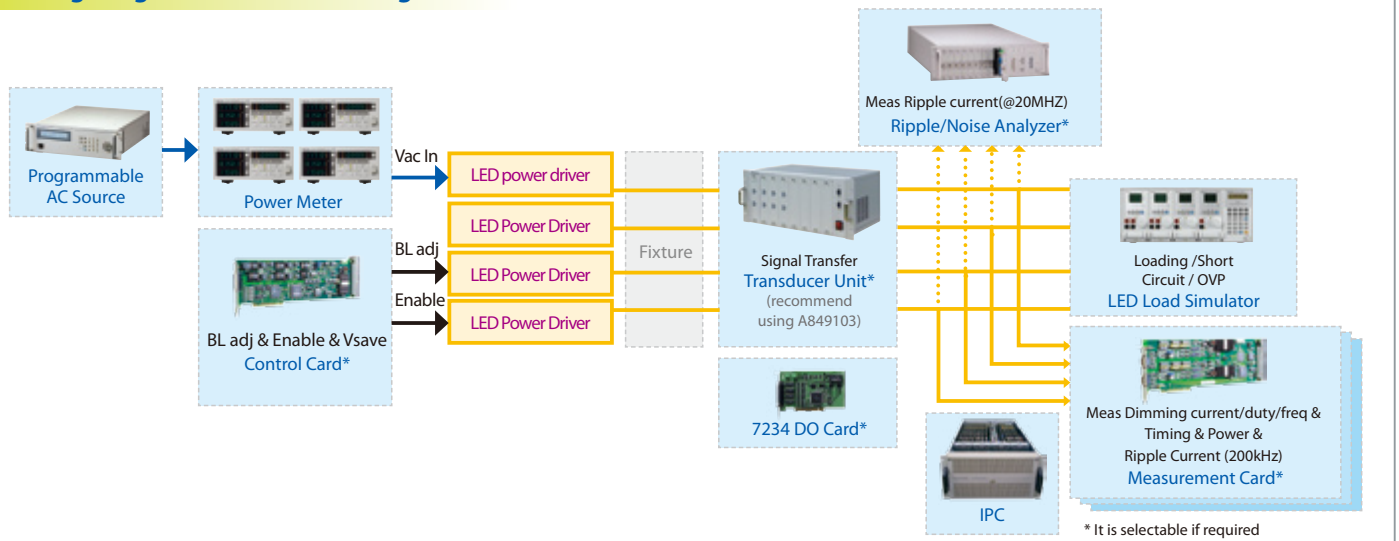 Meas Ripple current(@20MHZ)
Ripple/Noise Analyzer*
Programmable
AC Source
Power Meter
Vac In
LED power driver
LED Power Driver
BL adj
LED Power Driver
Enable
LED Power Driver
BL adj & Enable & Vsave
Control Card*
Fixture
Signal Transfer
Transducer Unit*
(recommend
using A849103)
7234 DO Card*
Loading /Short
Circuit / OVP
LED Load Simulator
Meas Dimming current/duty/freq &
Timing & Power &
Ripple Current (200kHz)
Measurement Card*
IPC
* It is selectable if required